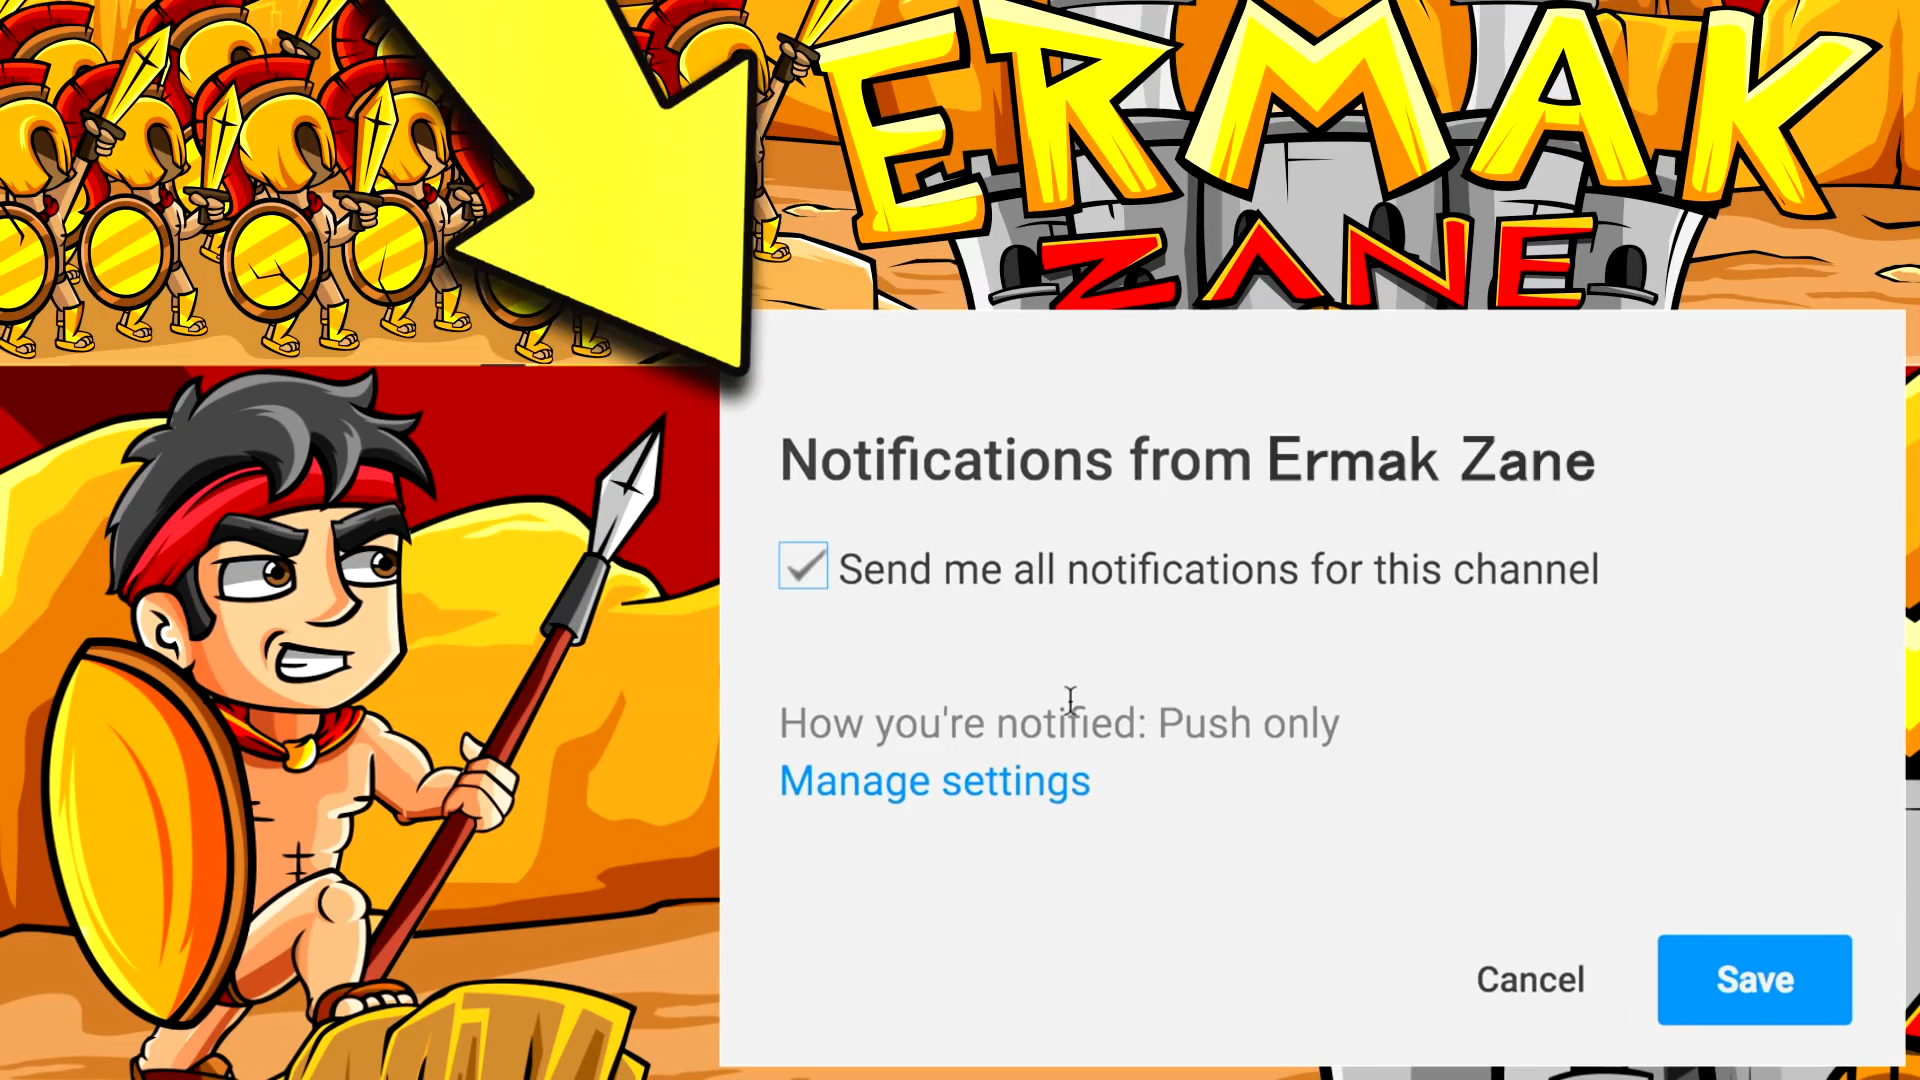 ERMAK
ZANE
Notifications from Ermak Zane
Send me all notifications for this channel
How you're notified: Push only
Manage settings
Cancel
Save